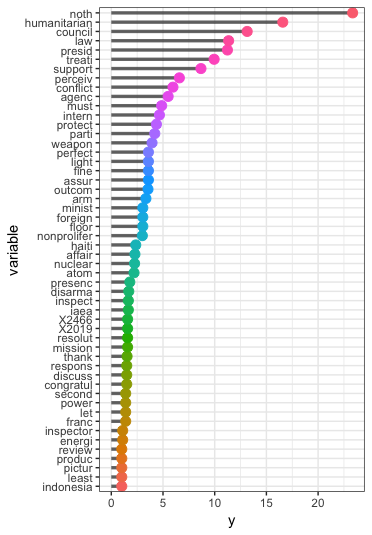 noth
humanitarian
council
law
presid
treati
support
perceiv
conflict
agenc
must
intern
protect
parti
weapon
perfect
light
fine
assur
outcom
arm
minist
foreign
floor
nonprolifer
haiti
affair
nuclear
atom
presenc
disarma
inspect
iaea
X2466
X2019
resolut
mission
thank
respons
discuss
congratul
second
power
let
franc
inspector
energi
review
produc
pictur
least
indonesia
variable
0 5 10 15 20
y